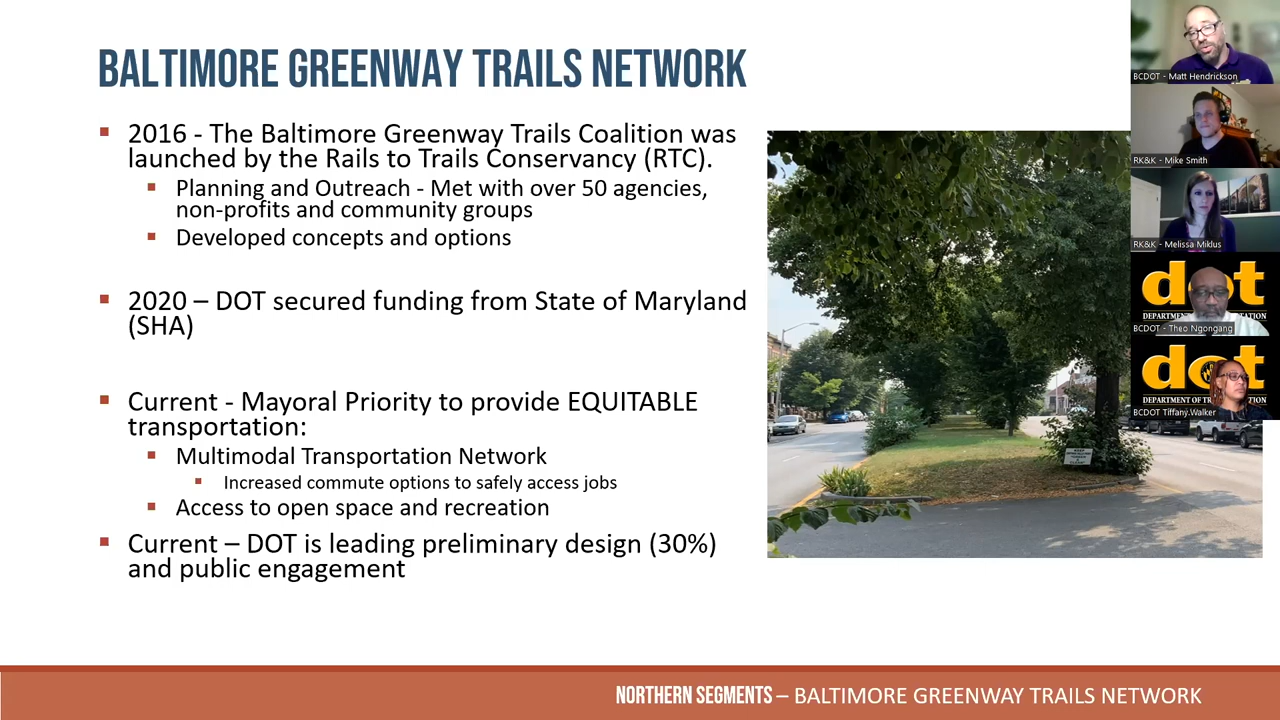 BALTIMORE GREENWAY TRAILS NETWORK
2016 - The Baltimore Greenway Trails Coalition was
launched by the Rails to Trails Conservancy (RTC).
Planning and Outreach - Met with over 50 agencies,
non-profits and community groups
Developed concepts and options
2020 – DOT secured funding from State of Maryland
(SHA)
Current - Mayoral Priority to provide EQUITABLE
transportation:
Multimodal Transportation Network
Increased commute options to safely access jobs
Access to open space and recreation
Current – DOT is leading preliminary design (30%)
and public engagement
BCDOT - Matt Hendrickson
RK&K - Mike Smith
RK&K - Melissa Miklus
dot
BCDOT - Theo Ngongang
dot
BCDOT Tiffany.Walker
NORTHERN SEGMENTS – BALTIMORE GREENWAY TRAILS NETWORK